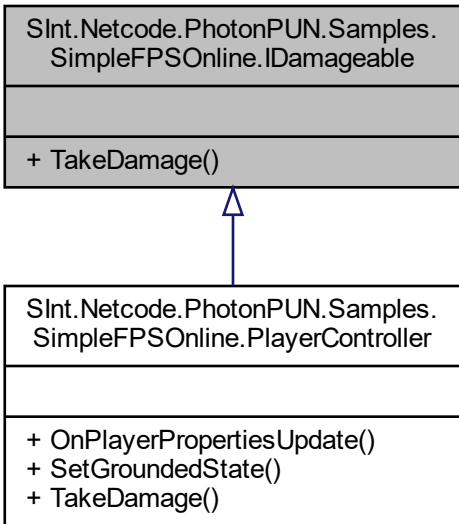 SInt.Netcode.PhotonPUN.Samples.
SimpleFPSOnline.IDamageable
+ TakeDamage()
SInt.Netcode.PhotonPUN.Samples.
SimpleFPSOnline.PlayerController
+ OnPlayerPropertiesUpdate()
+ SetGroundedState()
+ TakeDamage()